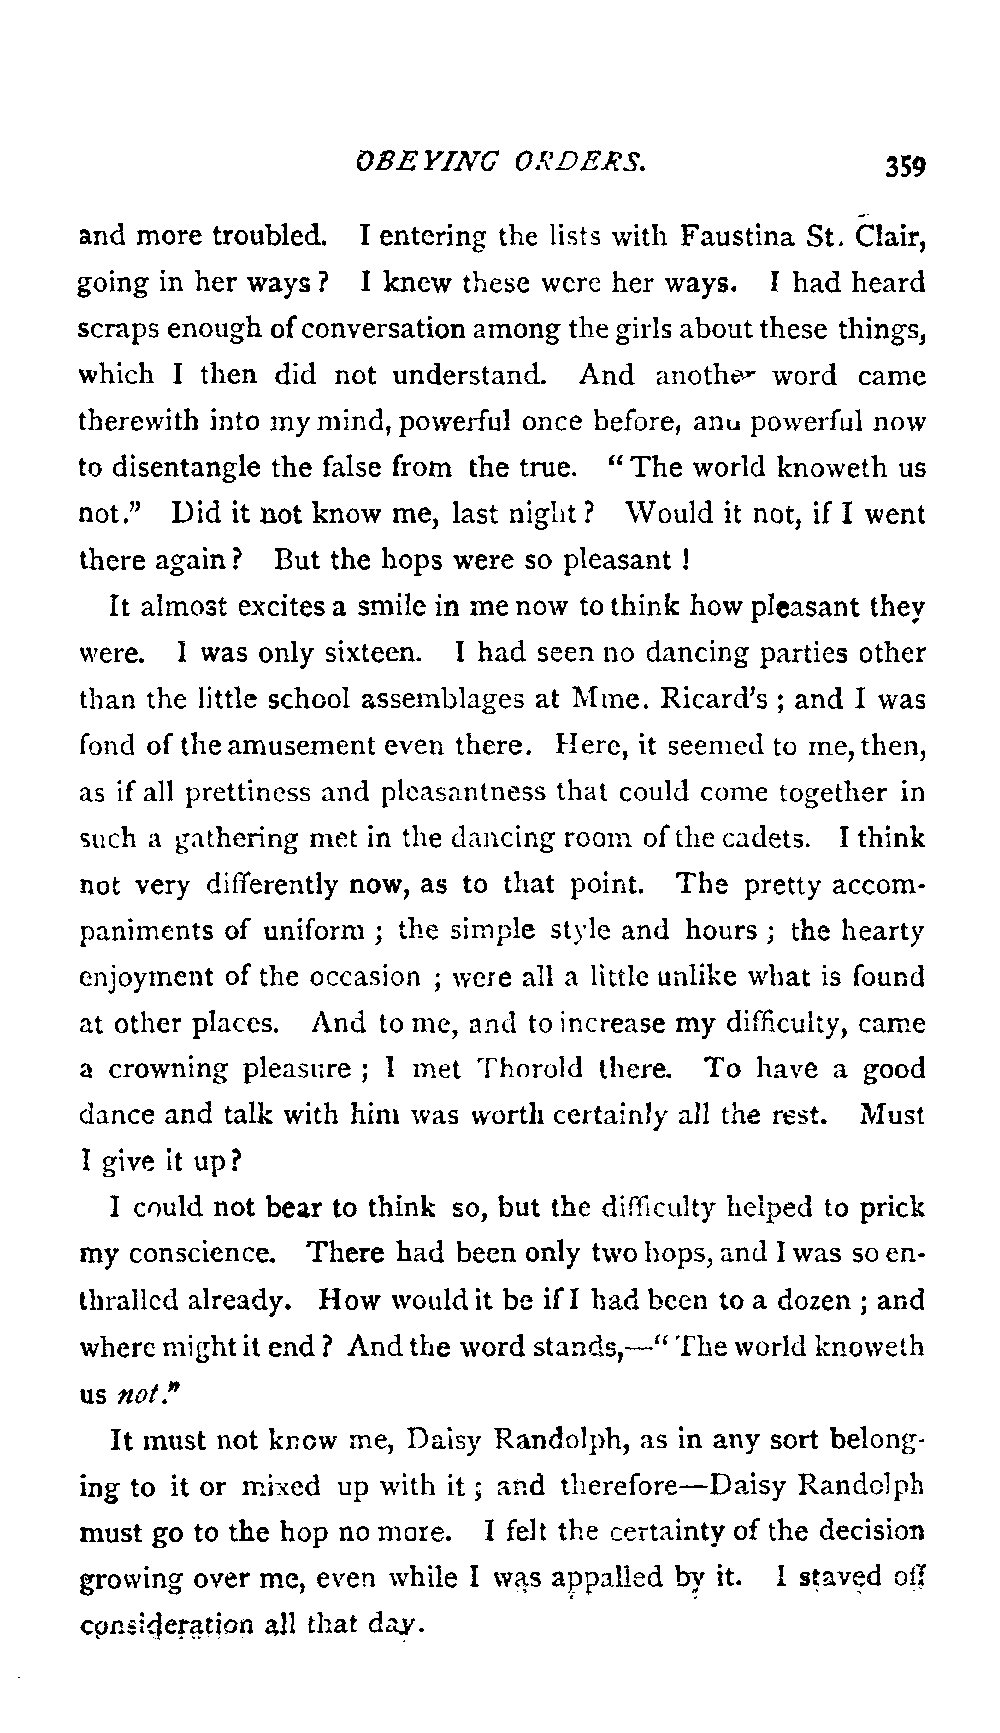 OBEYING ORDERS. 359
and more troubled. I entering the lists with Faustina St. Clair,
going in her ways? I knew these were her ways. I had heard
scraps enough of conversation among the girls about these things,
which I then did not understand. And another word came
therewith into my mind, powerful once before, and powerful now
to disentangle the false from the true. "The world knoweth us
not." Did it not know me, last night? Would it not, if I went
there again? But the hops were so pleasant!
It almost excites a smile in me now to think how pleasant they
were. I was only sixteen. I had seen no dancing parties other
than the little school assemblages at Mme. Ricard's; and I was
fond of the amusement even there. Here, it seemed to me, then,
as if all prettiness and pleasantness that could come together in
such a gathering met in the dancing room of the cadets. I think
not very differently now, as to that point. The pretty accom-
paniments of uniform; the simple style and hours; the hearty
enjoyment of the occasion; were all a little unlike what is found
at other places. And to me, and to increase my difficulty, came
a crowning pleasure; I met Thorold there. To have a good
dance and talk with him was worth certainly all the rest. Must
I give it up?
I could not bear to think so, but the difficulty helped to prick
my conscience. There had been only two hops, and I was so en-
thralled already. How would it be if I had been to a dozen; and
where might it end? And the word stands,—"The world knoweth
us not."
It must not know me, Daisy Randolph, as in any sort belong-
ing to it or mixed up with it; and therefore—Daisy Randolph
must go to the hop no more. I felt the certainty of the decision
growing over me, even while I was appalled by it. I staved off
consideration all that day.